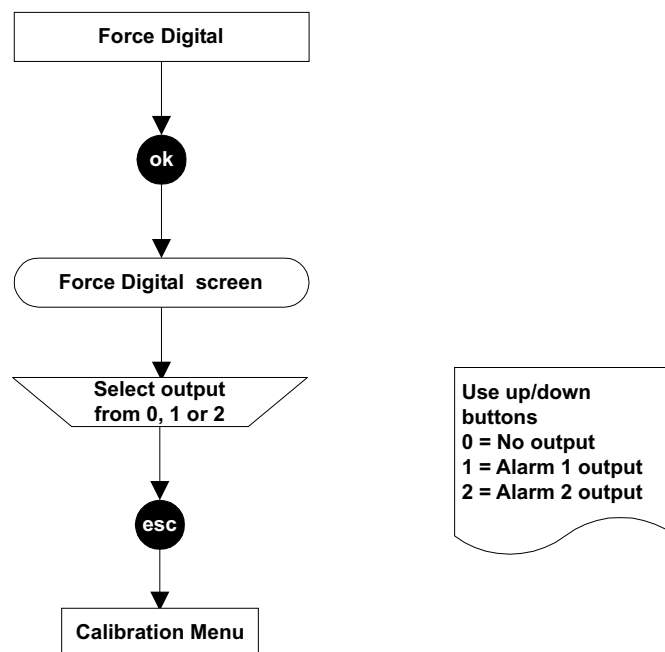 Force Digital
ok
Force Digital screen
Select output
from 0, 1 or 2
Use up/down
buttons
0 = No output
1 = Alarm 1 output
2 = Alarm 2 output
esc
Calibration Menu